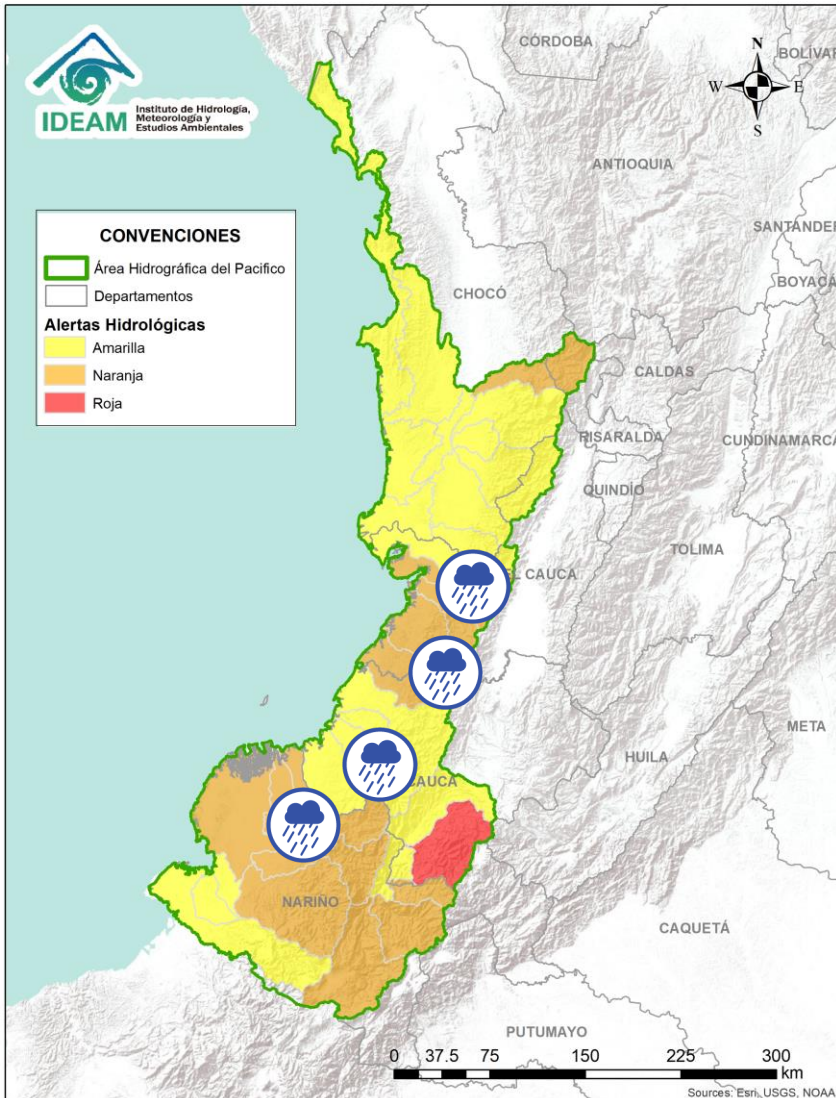 IDEAM
Instituto de Hidrología,
Meteorología y
Estudios Ambientales
CÓRDOBA
BOLÍVAR
N
W
E
S
ANTIOQUIA
SANTANDER
BOYACÁ
CONVENCIONES
Área Hidrográfica del Pacifico
Departamentos
Alertas Hidrológicas
Amarilla
Naranja
Roja
CHOCÓ
CALDAS
RISARALDA
CUNDINAMARCA
QUINDÍO
TOLIMA
EL CAUCA
META
HUILA
CAUCA
NARIÑO
CAQUETÁ
PUTUMAYO
0 37.5 75 150 225 300
km
Sources: Esri, USGS, NOAA